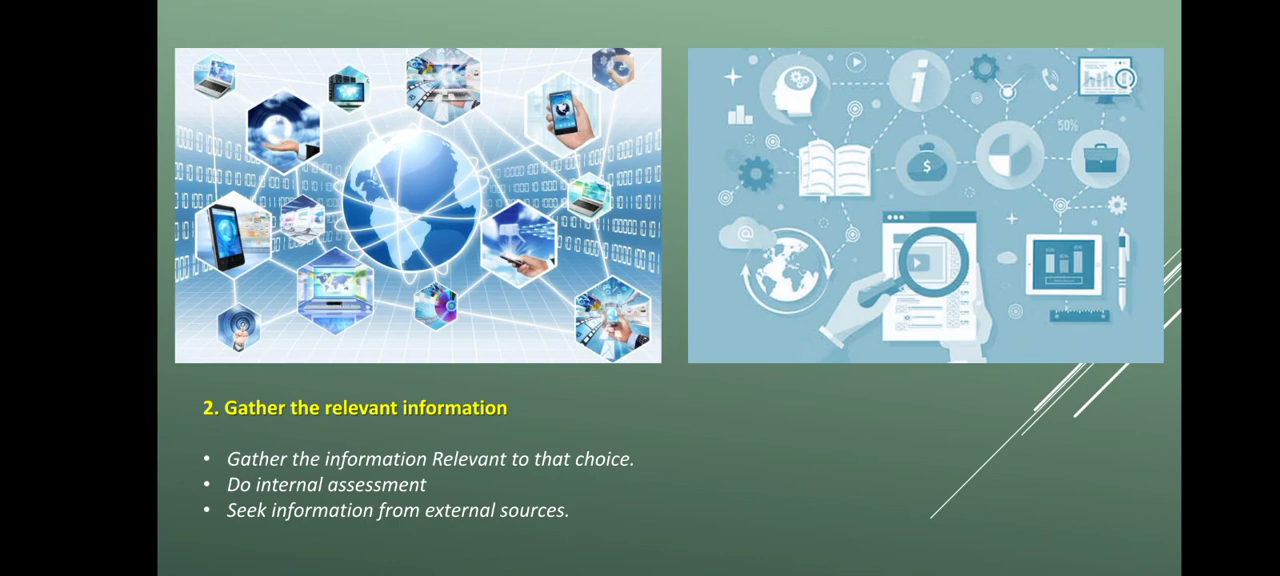 i
50%
$
@
2. Gather the relevant information
• Gather the information Relevant to that choice.
• Do internal assessment
• Seek information from external sources.